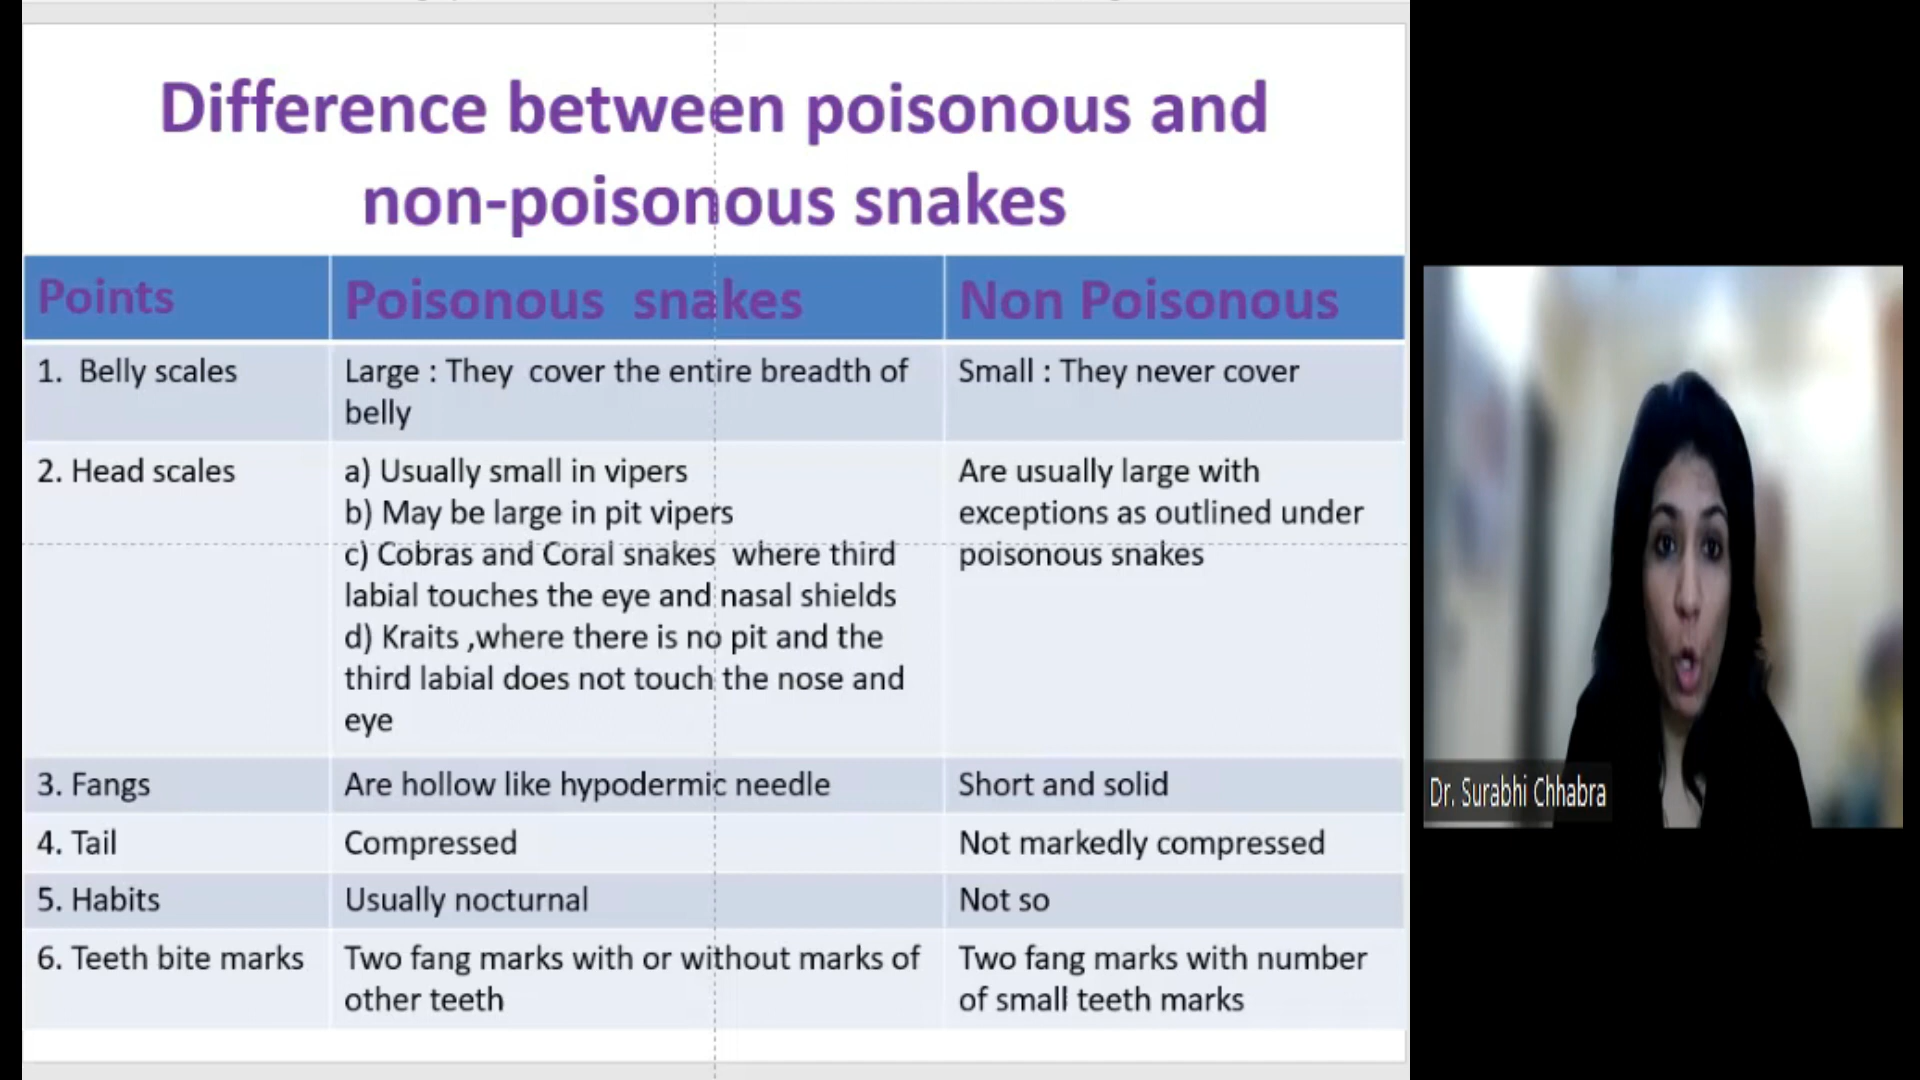 Difference between poisonous and
non-poisonous snakes
Points
Poisonous snakes
Non Poisonous
1. Belly scales
Large : They cover the entire breadth of
belly
Small : They never cover
2. Head scales
a) Usually small in vipers
b) May be large in pit vipers
c) Cobras and Coral snakes where third
labial touches the eye and nasal shields
d) Kraits ,where there is no pit and the
third labial does not touch the nose and
eye
Are usually large with
exceptions as outlined under
poisonous snakes
3. Fangs
Are hollow like hypodermic needle
Short and solid
4. Tail
Compressed
Not markedly compressed
5. Habits
Usually nocturnal
Not so
6. Teeth bite marks
Two fang marks with or without marks of
other teeth
Two fang marks with number
of small teeth marks
Dr. Surabhi Chhabra